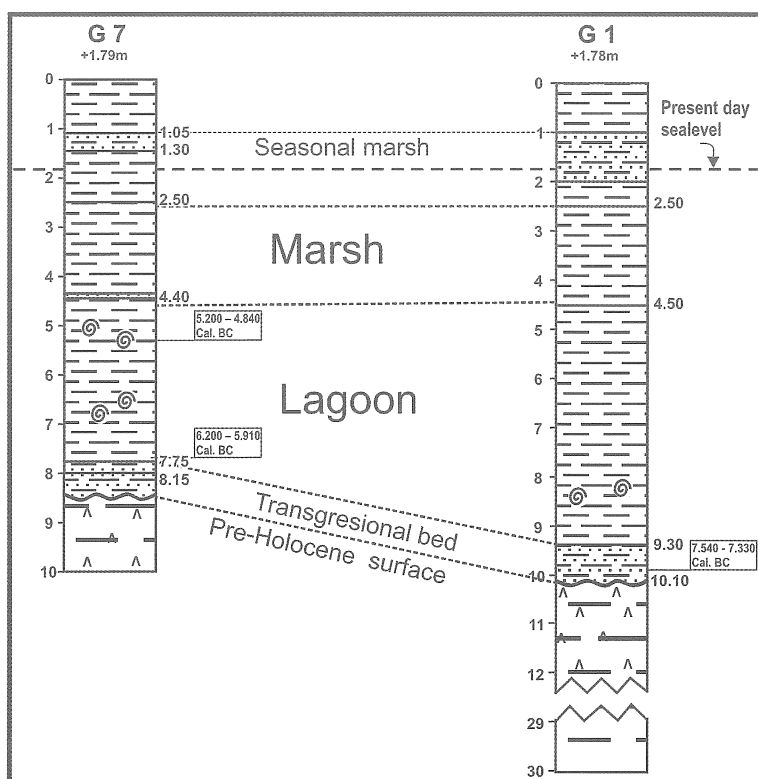 G 7
+1.79m
G 1
+1.78m
0
1
2
3
4
5
6
7
8
9
10
1.05
1.30
2.50
4.40
7.75
8.15
5.200 – 4.840
Cal. BC
6.200 – 5.910
Cal. BC
Seasonal marsh
Marsh
Lagoon
Transgresional bed
Pre-Holocene surface
Present day
sealevel
0
1
2
3
4
5
6
7
8
9
10
11
12
29
30
2.50
4.50
9.30
10.10
7.540 - 7.330
Cal. BC